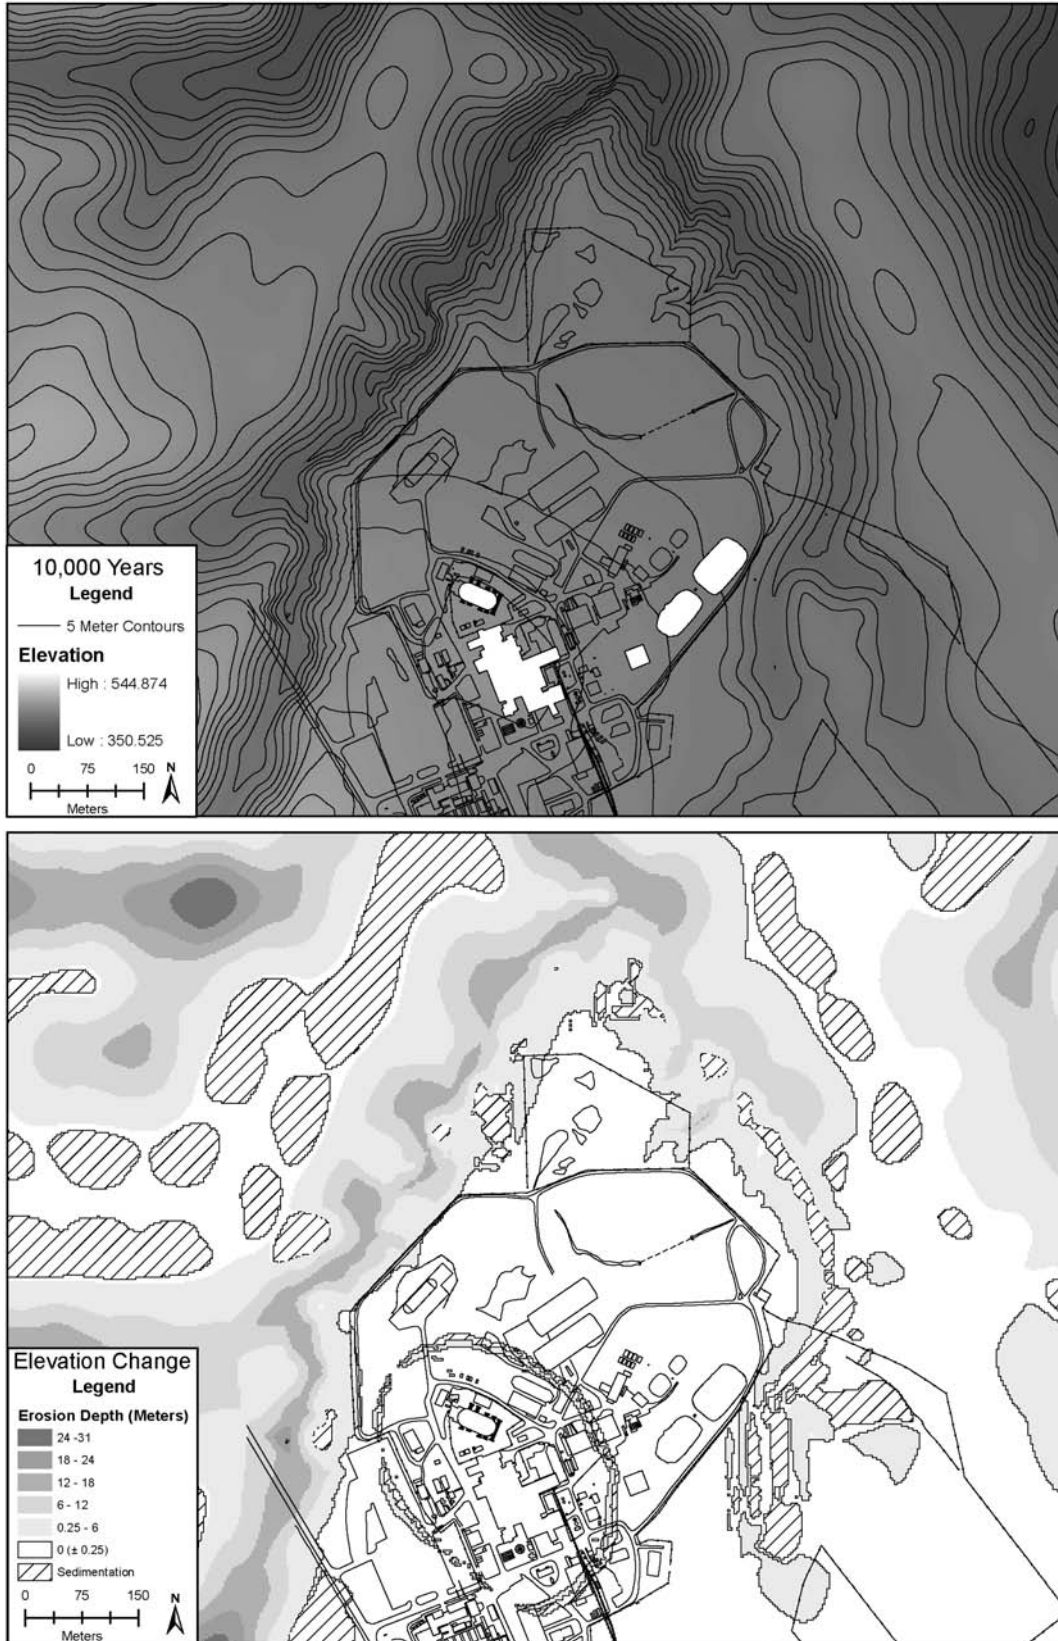 10,000 Years
Legend
5 Meter Contours
Elevation
High : 544.874
Low : 350.525
0 75 150
N
Meters
Elevation Change
Legend
Erosion Depth (Meters)
24 -31
18 - 24
12 - 18
6 - 12
0.25 - 6
0 (± 0.25)
Sedimentation
0 75 150
N
Meters